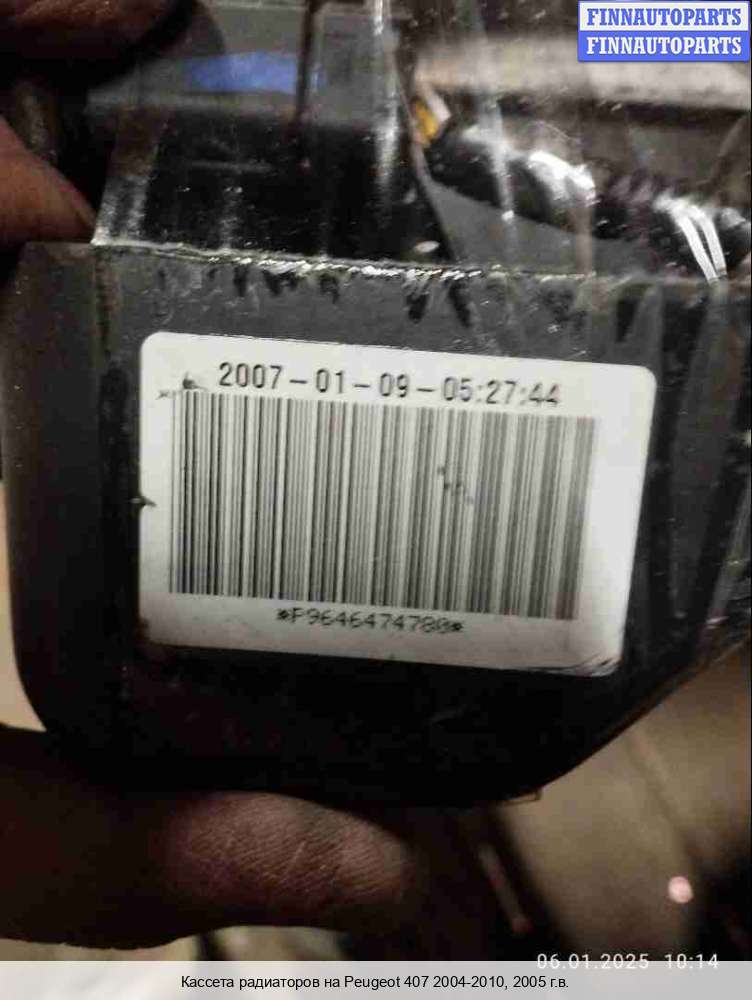 FINNAUTOPARTS
FINNAUTOPARTS
2007-01-09-05:27:44
*P9646474780*
06.01.2025 10:14
Кассета радиаторов на Peugeot 407 2004-2010, 2005 г.в.